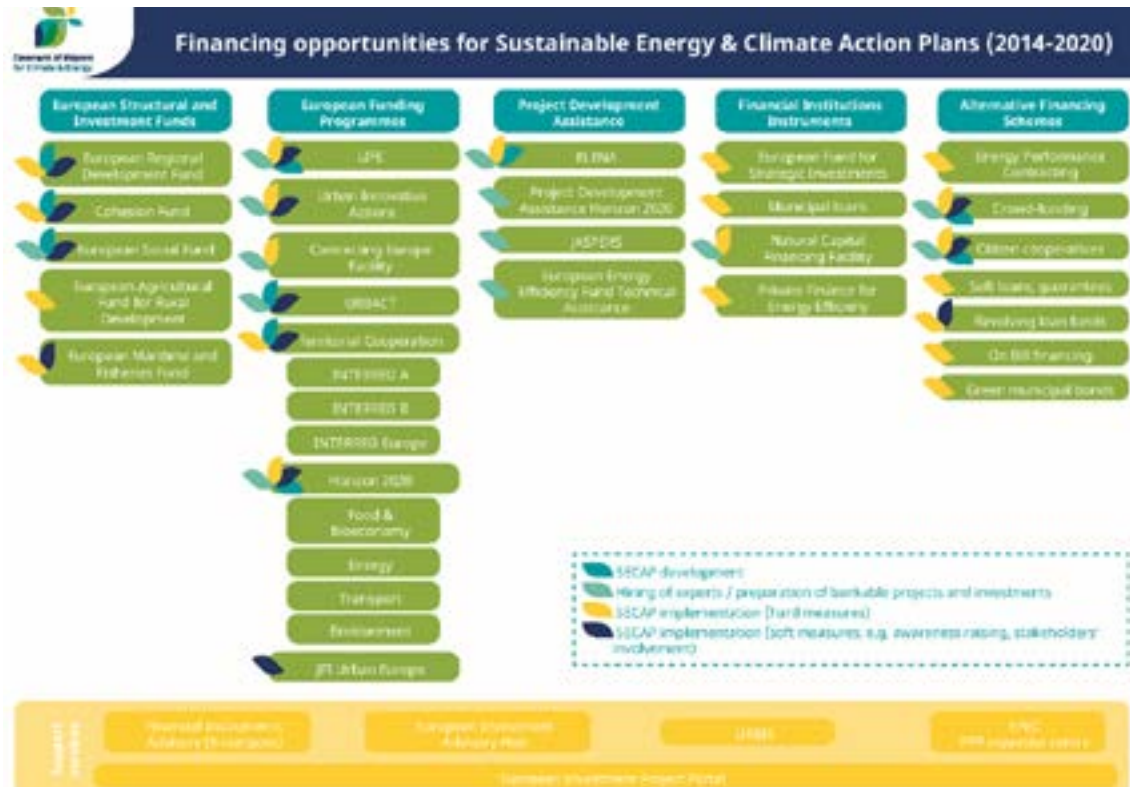 Covenant of Mayors
for Climate & Energy
Financing opportunities for Sustainable Energy & Climate Action Plans (2014-2020)
European Structural and
Investment Funds
European Regional
Development Fund
Cohesion Fund
European Social Fund
European Agricultural
Fund for Rural
Development
European Maritime and
Fisheries Fund
European Funding
Programmes
LIFE
Urban Innovative
Actions
Connecting Europe
Facility
URBACT
Territorial Cooperation
INTERREG A
INTERREG B
INTERREG Europe
Horizon 2020
Food &
Bioeconomy
Energy
Transport
Environment
JPI Urban Europe
Project Development
Assistance
ELENA
Project Development
Assistance Horizon 2020
JASPERS
European Energy
Efficiency Fund Technical
Assistance
Financial Institutions
Instruments
European Fund for
Strategic Investments
Municipal loans
Natural Capital
Financing Facility
Private Finance for
Energy Efficiency
Alternative Financing
Schemes
Energy Performance
Contracting
Crowd-funding
Citizen cooperatives
Soft loans, guarantees
Revolving loan funds
On Bill financing
Green municipal bonds
SECAP development
Hiring of experts / preparation of bankable projects and investments
SECAP implementation (hard measures)
SECAP implementation (soft measures, e.g. awareness raising, stakeholders'
involvement)
Support
European Investment
Advisory Hub
European Investment Project Portal